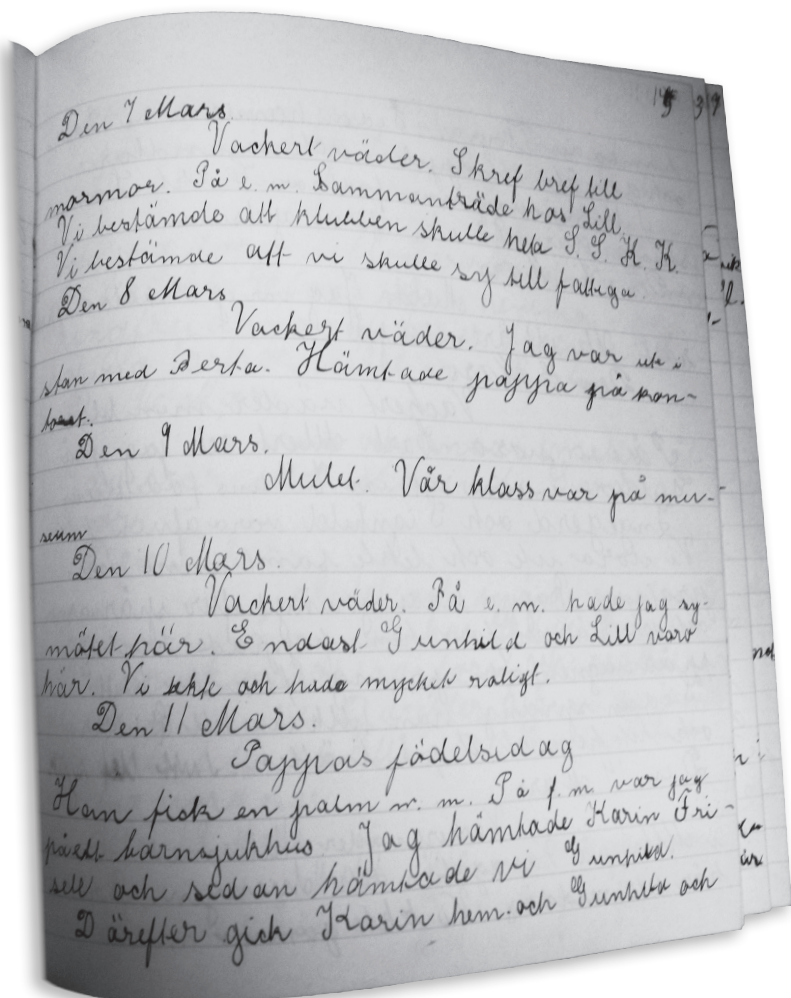 Den 7 Mars.
Vackert väder. Skref bref till
mormor. På e. m. Sammanträde hos Lill.
Vi bestämde att klubben skulle heta S. S. K. K.
Vi bestämde att vi skulle sy till fattiga.
Den 8 Mars
Vackert väder. Jag var ute i
stan med Berta. Hämtade pappa på kon-
toret.
Den 9 Mars.
Mulet. Vår klass var på mu-
seum
Den 10 Mars.
Vackert väder. På e. m. hade jag sy-
mötet här. Endast Gunhild och Lill voro
här. Vi lekte och hade mycket roligt.
Den 11 Mars.
Pappas födelsedag
Han fick en palm m. m. På f. m. var jag
på ett barnsjukhus Jag hämtade Karin Fri-
sell och sedan hämtade vi Gunhild.
Därefter gick Karin hem och Gunhild och